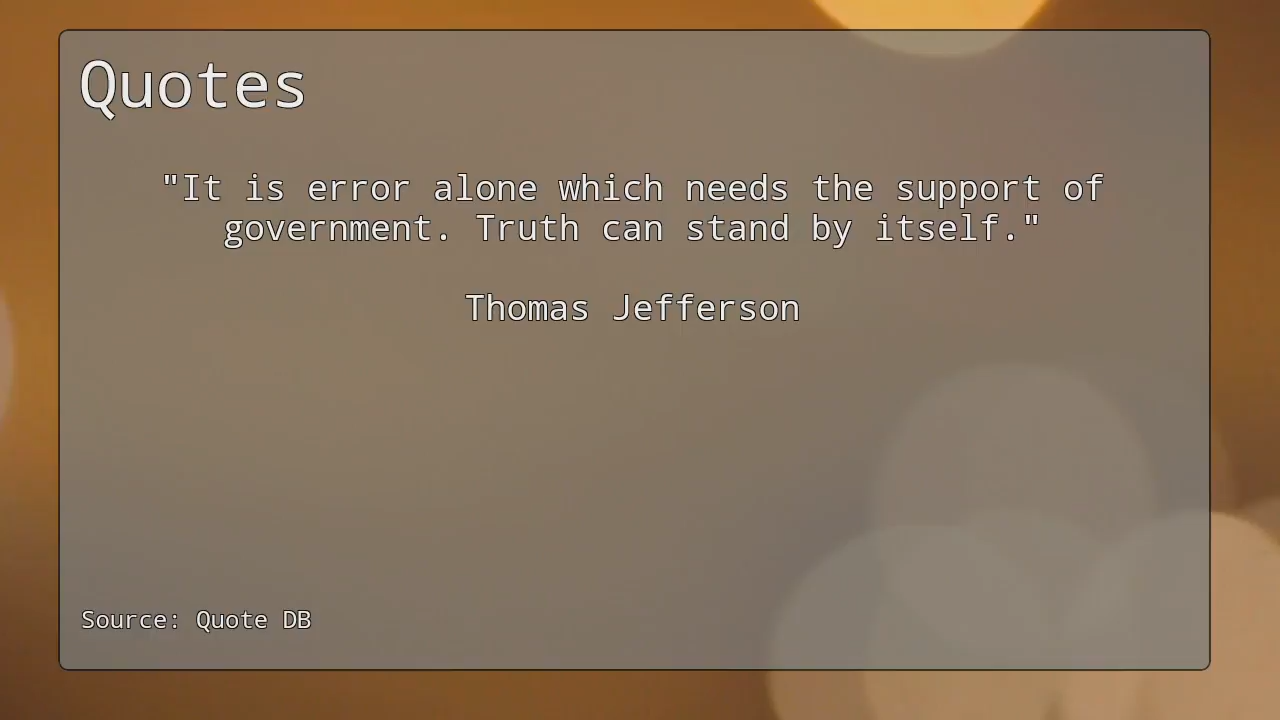 Quotes
"It is error alone which needs the support of
government. Truth can stand by itself."
Thomas Jefferson
Source: Quote DB